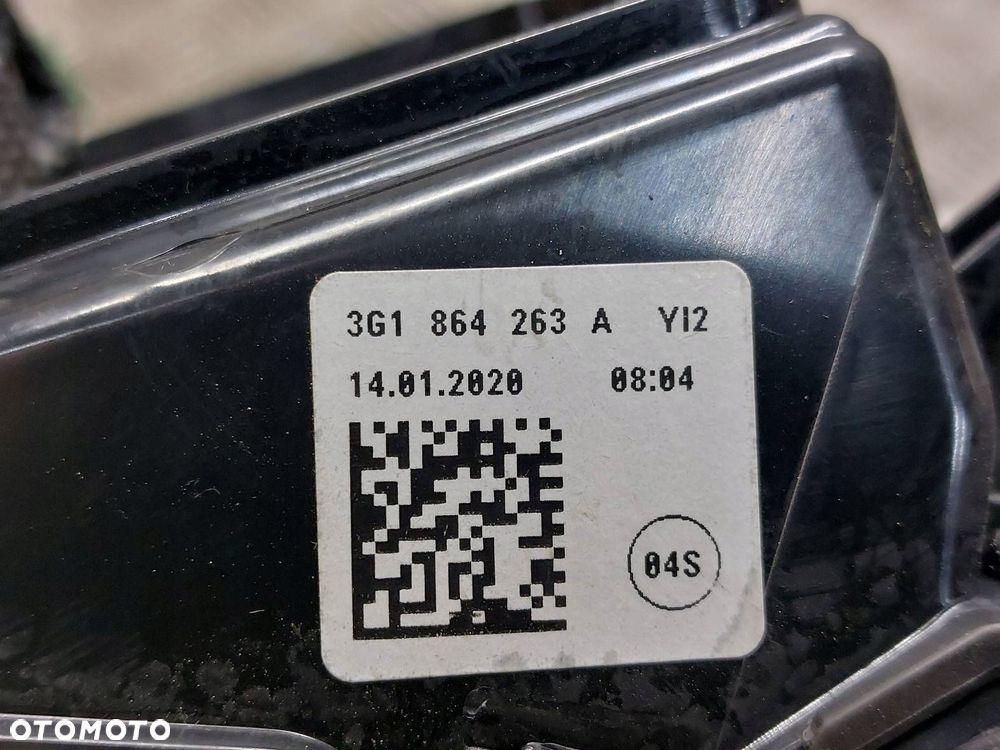 3G1 864 263 A YI2
14.01.2020 08:04
04S
OTOMOTO